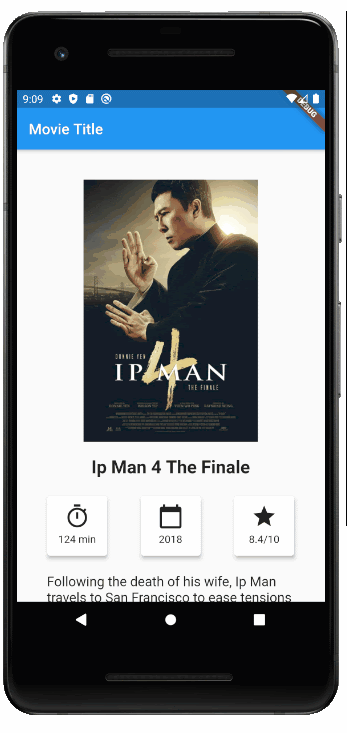 9:09
DEBUG
Movie Title
DONNIE YEN
IP MAN 4
THE FINALE
Ip Man 4 The Finale
124 min
2018
8.4/10
Following the death of his wife, Ip Man
travels to San Francisco to ease tensions